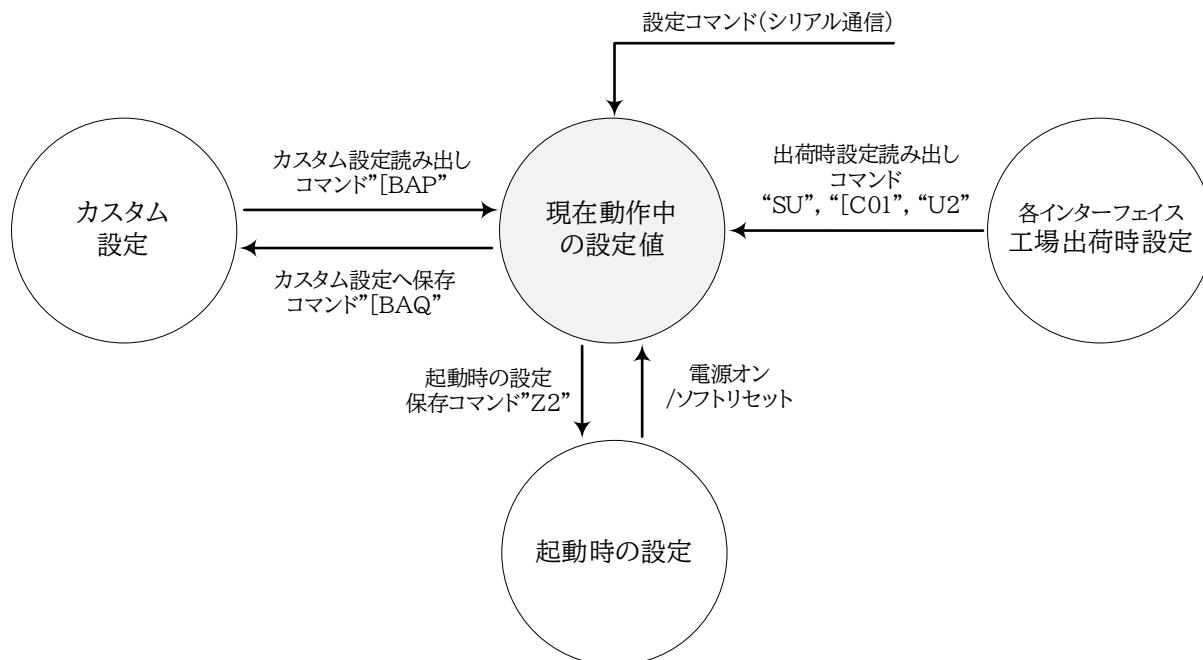 設定コマンド(シリアル通信)
カスタム設定読み出し
コマンド”[BAP”
出荷時設定読み出し
コマンド
“SU”, “[C01”, “U2”
カスタム
設定
現在動作中
の設定値
各インターフェイス
工場出荷時設定
カスタム設定へ保存
コマンド”[BAQ”
起動時の設定
保存コマンド”Z2”
電源オン
/ソフトリセット
起動時の設定